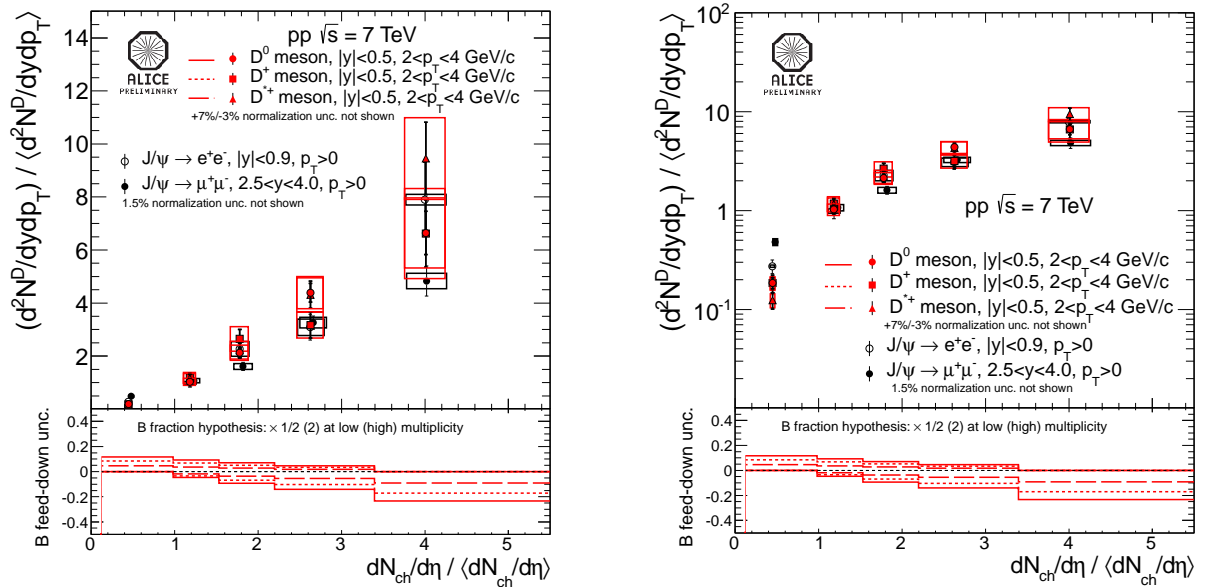 14
12
10
8
6
4
2
(d²N^D/dydp_T) / ⟨d²N^D/dydp_T⟩
ALICE
PRELIMINARY
pp √s = 7 TeV
D⁰ meson, |y|<0.5, 2<p_T<4 GeV/c
D⁺ meson, |y|<0.5, 2<p_T<4 GeV/c
D*⁺ meson, |y|<0.5, 2<p_T<4 GeV/c
+7%/-3% normalization unc. not shown
J/ψ → e⁺e⁻, |y|<0.9, p_T>0
J/ψ → μ⁺μ⁻, 2.5<y<4.0, p_T>0
1.5% normalization unc. not shown
B feed-down unc.
0.4
0.2
0
-0.2
-0.4
B fraction hypothesis: × 1/2 (2) at low (high) multiplicity
0 1 2 3 4 5
dN_ch/dη / ⟨dN_ch/dη⟩
10²
10
1
10⁻¹
(d²N^D/dydp_T) / ⟨d²N^D/dydp_T⟩
ALICE
PRELIMINARY
pp √s = 7 TeV
D⁰ meson, |y|<0.5, 2<p_T<4 GeV/c
D⁺ meson, |y|<0.5, 2<p_T<4 GeV/c
D*⁺ meson, |y|<0.5, 2<p_T<4 GeV/c
+7%/-3% normalization unc. not shown
J/ψ → e⁺e⁻, |y|<0.9, p_T>0
J/ψ → μ⁺μ⁻, 2.5<y<4.0, p_T>0
1.5% normalization unc. not shown
B feed-down unc.
0.4
0.2
0
-0.2
-0.4
B fraction hypothesis: × 1/2 (2) at low (high) multiplicity
0 1 2 3 4 5
dN_ch/dη / ⟨dN_ch/dη⟩